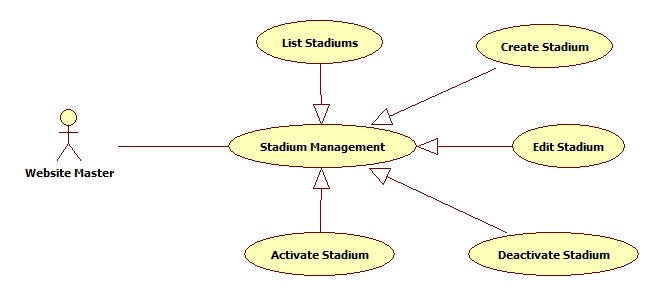 List Stadiums
Create Stadium
Website Master
Stadium Management
Edit Stadium
Activate Stadium
Deactivate Stadium